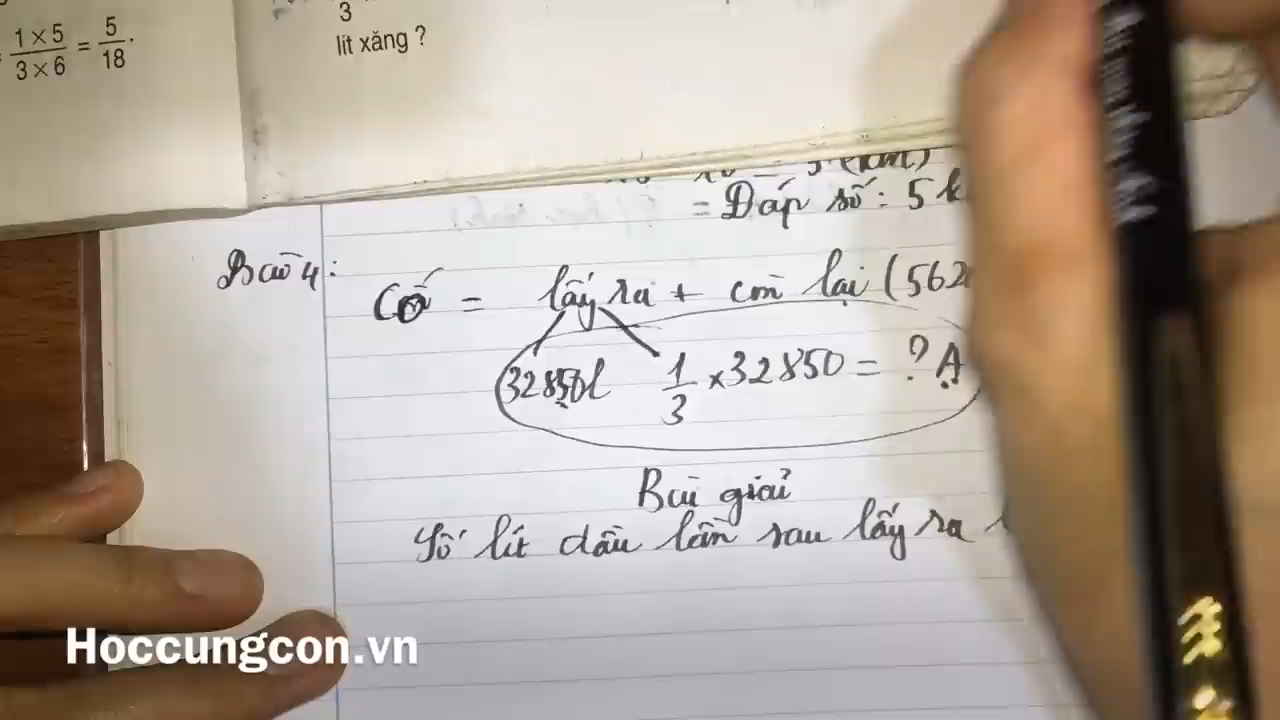 1 × 5 / 3 × 6 = 5 / 18 .
3
lít xăng ?
= Đáp số: 5 k
Bài 4:
Có = lấy ra + còn lại (562
32850l 1/3 × 32850 = ? A
Bài giải
Số lít dầu lần sau lấy ra
Hoccungcon.vn